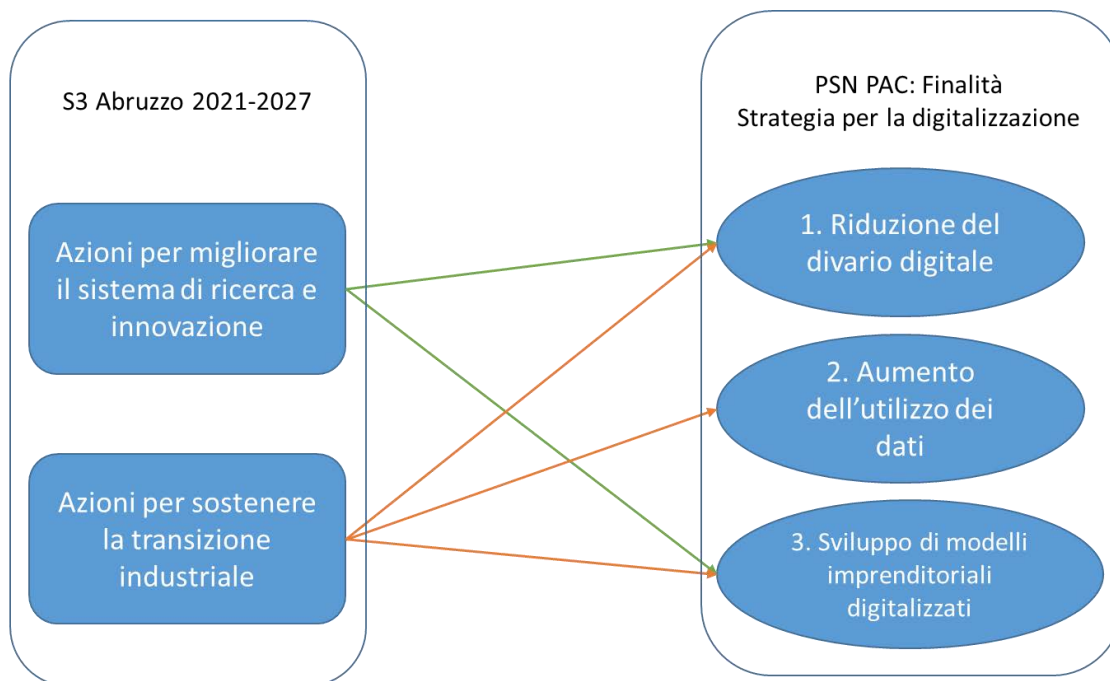 S3 Abruzzo 2021-2027
Azioni per migliorare
il sistema di ricerca e
innovazione
Azioni per sostenere
la transizione
industriale
PSN PAC: Finalità
Strategia per la digitalizzazione
1. Riduzione del
divario digitale
2. Aumento
dell’utilizzo dei
dati
3. Sviluppo di modelli
imprenditoriali
digitalizzati